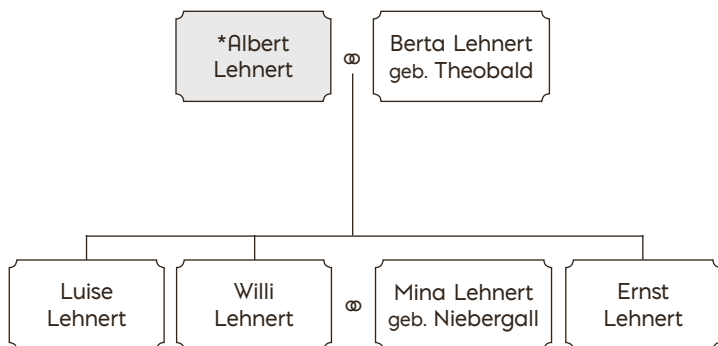 *Albert
Lehnert
Berta Lehnert
geb. Theobald
Luise
Lehnert
Willi
Lehnert
Mina Lehnert
geb. Niebergall
Ernst
Lehnert